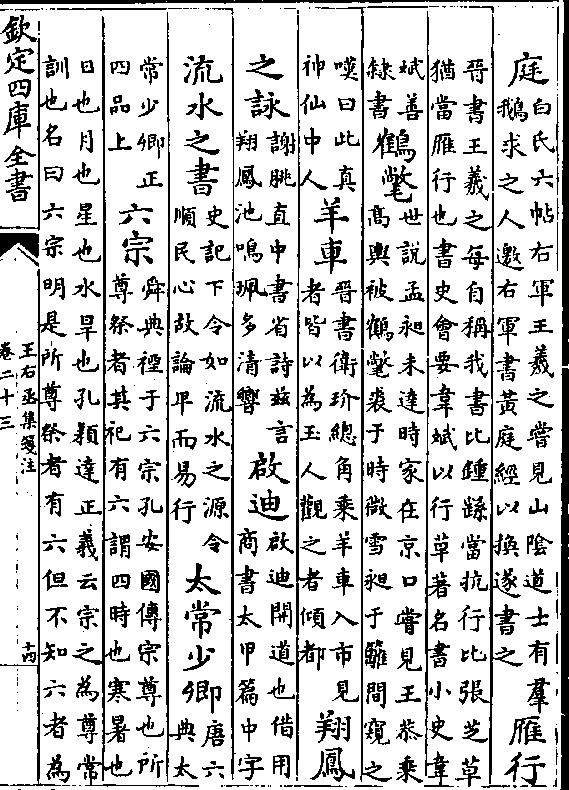 庭
白氏六帖右軍王羲之嘗見山陰道士有羣
鵝求之人邀右軍書黃庭經以換遂書之
雁行
晉書王羲之每自稱我書比鍾繇當抗行比張芝草
猶當雁行也書史會要韋斌以行草著名書小史韋
斌善
隸書
鶴氅
世說孟昶未達時家在京口嘗見王恭乗
高輿被鶴氅裘于時微雪昶于籬間窺之
嘆曰此真
神仙中人
羊車
晉書衛玠總角乗羊車入市見
者皆以為玉人觀之者傾都
翔鳳
之詠
謝朓直中書省詩兹言
翔鳳池鳴珮多清響
啟迪
啟迪開道也借用
商書太甲篇中字
流水之書
史記下令如流水之源令
順民心故論卑而易行
太常少卿
唐六
典太
常少卿正
四品上
六宗
舜典禋于六宗孔安國傳宗尊也所
尊祭者其祀有六謂四時也寒暑也
日也月也星也水旱也孔穎達正義云宗之為尊常
訓也名曰六宗明是所尊祭者有六但不知六者為
欽定四庫全書
王右丞集箋注
卷二十三
十四